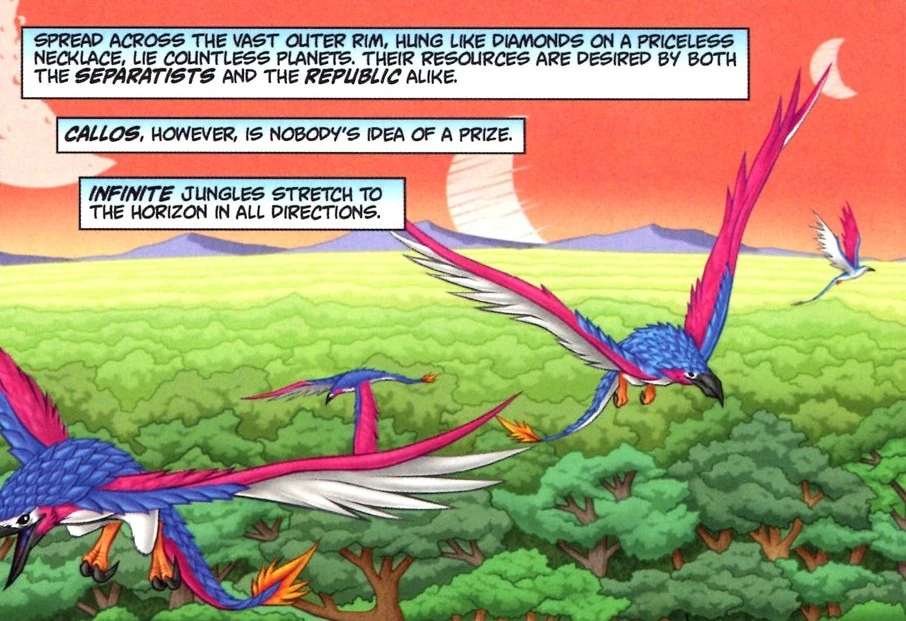 SPREAD ACROSS THE VAST OUTER RIM, HUNG LIKE DIAMONDS ON A PRICELESS
NECKLACE, LIE COUNTLESS PLANETS. THEIR RESOURCES ARE DESIRED BY BOTH
THE SEPARATISTS AND THE REPUBLIC ALIKE.
CALLOS, HOWEVER, IS NOBODY'S IDEA OF A PRIZE.
INFINITE JUNGLES STRETCH TO
THE HORIZON IN ALL DIRECTIONS.